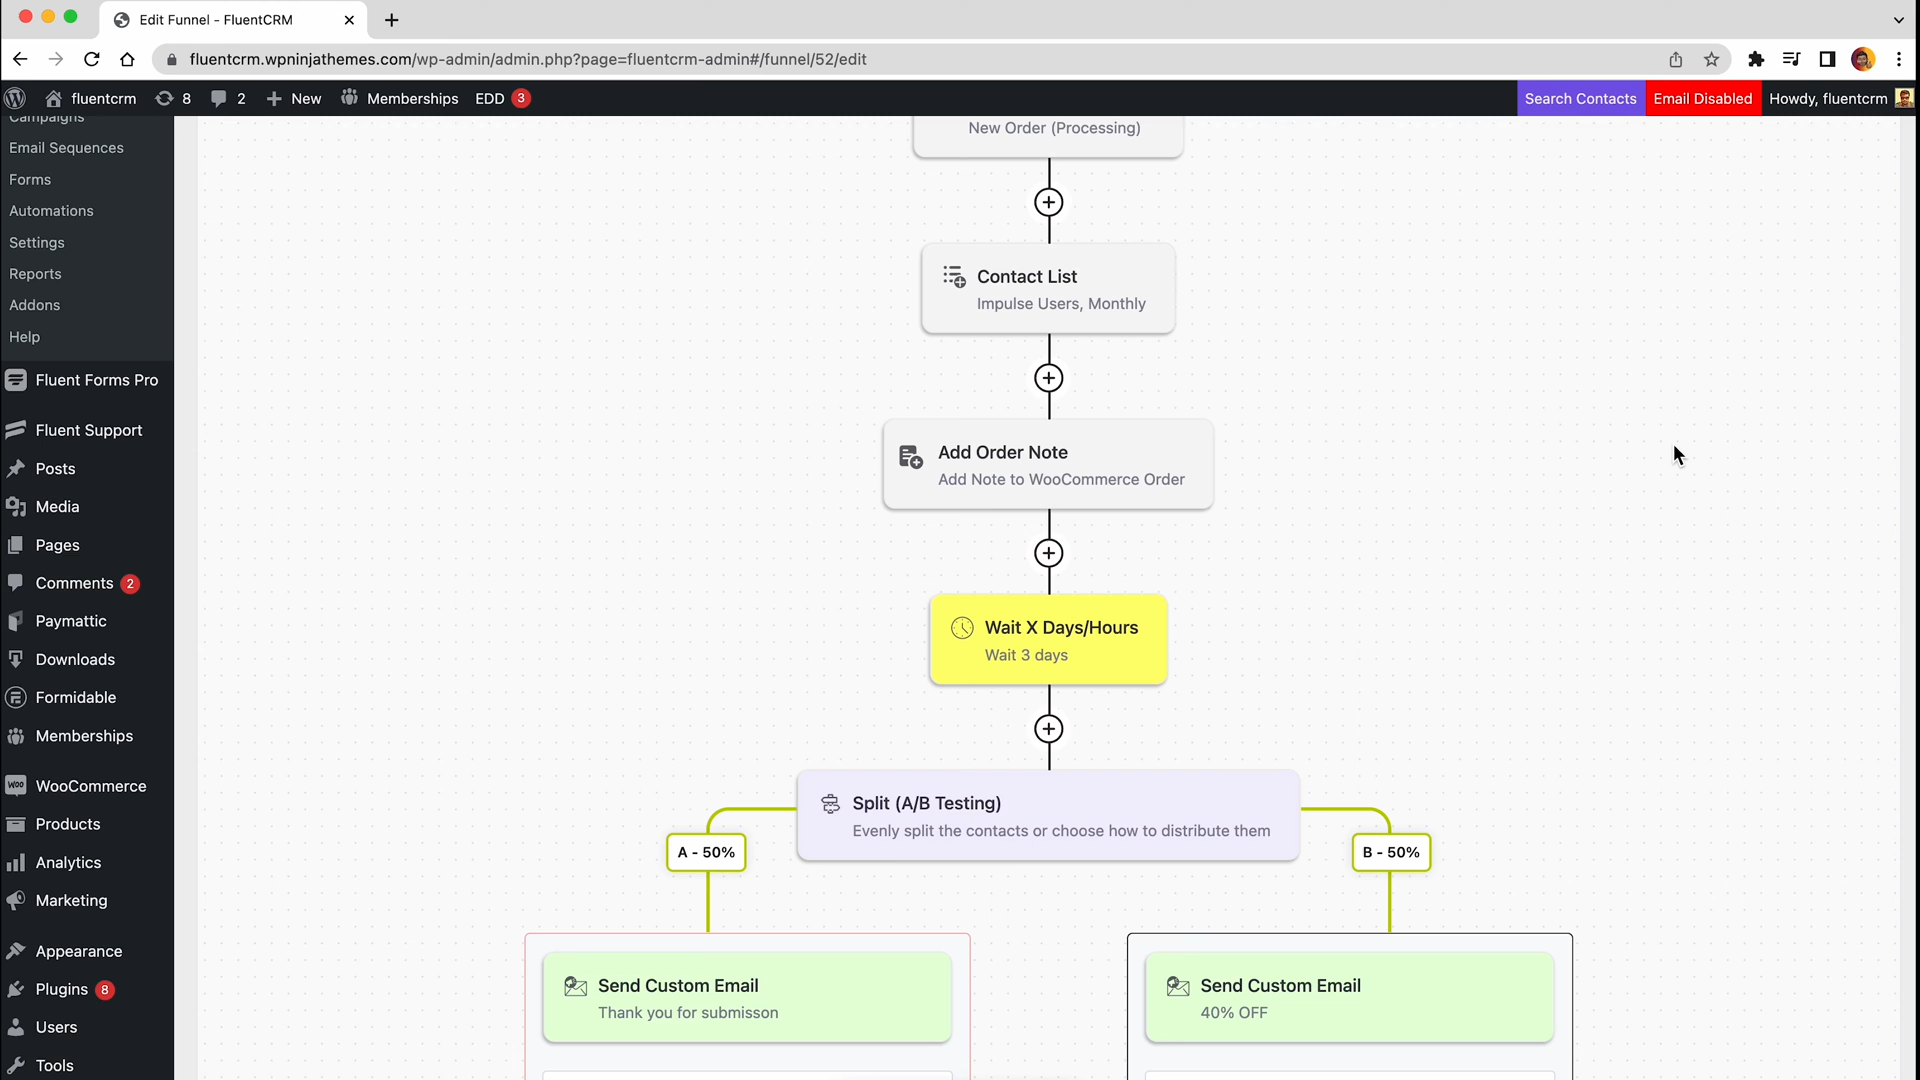 Edit Funnel - FluentCRM
fluentcrm.wpninjathemes.com/wp-admin/admin.php?page=fluentcrm-admin#/funnel/52/edit
fluentcrm 8 2 New Memberships EDD 3 Search Contacts Email Disabled Howdy, fluentcrm
Campaigns
Email Sequences
Forms
Automations
Settings
Reports
Addons
Help
Fluent Forms Pro
Fluent Support
Posts
Media
Pages
Comments 2
Paymattic
Downloads
Formidable
Memberships
WooCommerce
Products
Analytics
Marketing
Appearance
Plugins 8
Users
Tools
New Order (Processing)
Contact List
Impulse Users, Monthly
Add Order Note
Add Note to WooCommerce Order
Wait X Days/Hours
Wait 3 days
Split (A/B Testing)
Evenly split the contacts or choose how to distribute them
A - 50%
B - 50%
Send Custom Email
Thank you for submisson
Send Custom Email
40% OFF